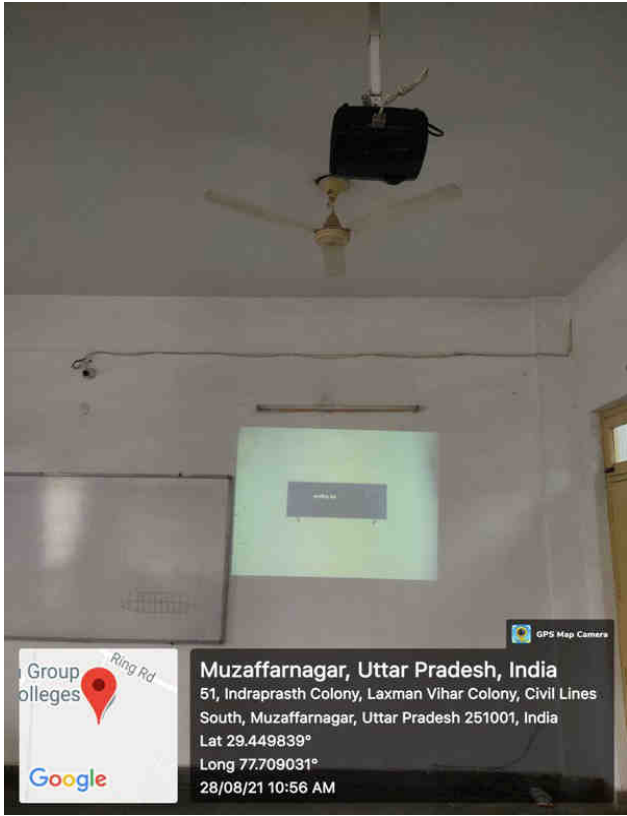 GPS Map Camera
Group
olleges
Ring Rd
Google
Muzaffarnagar, Uttar Pradesh, India
51, Indraprasth Colony, Laxman Vihar Colony, Civil Lines
South, Muzaffarnagar, Uttar Pradesh 251001, India
Lat 29.449839°
Long 77.709031°
28/08/21 10:56 AM